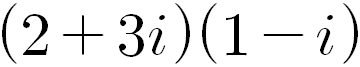 (2 + 3i)(1 − i)